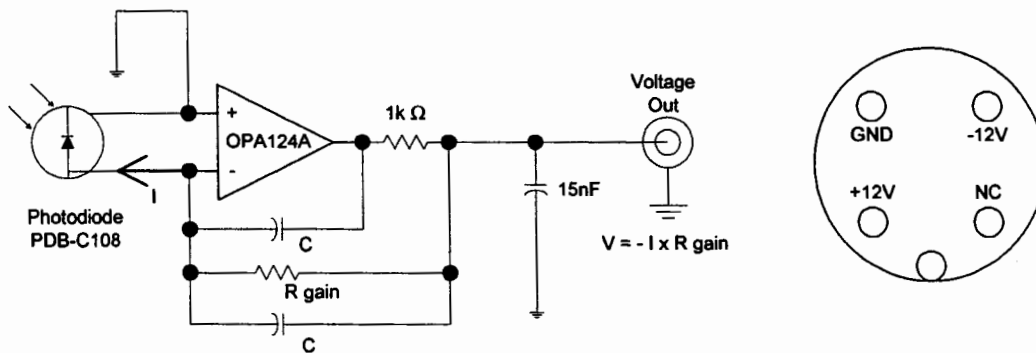 +
OPA124A
-
1k Ω
Voltage
Out
I
Photodiode
PDB-C108
C
R gain
C
15nF
V = - I x R gain
GND
-12V
+12V
NC